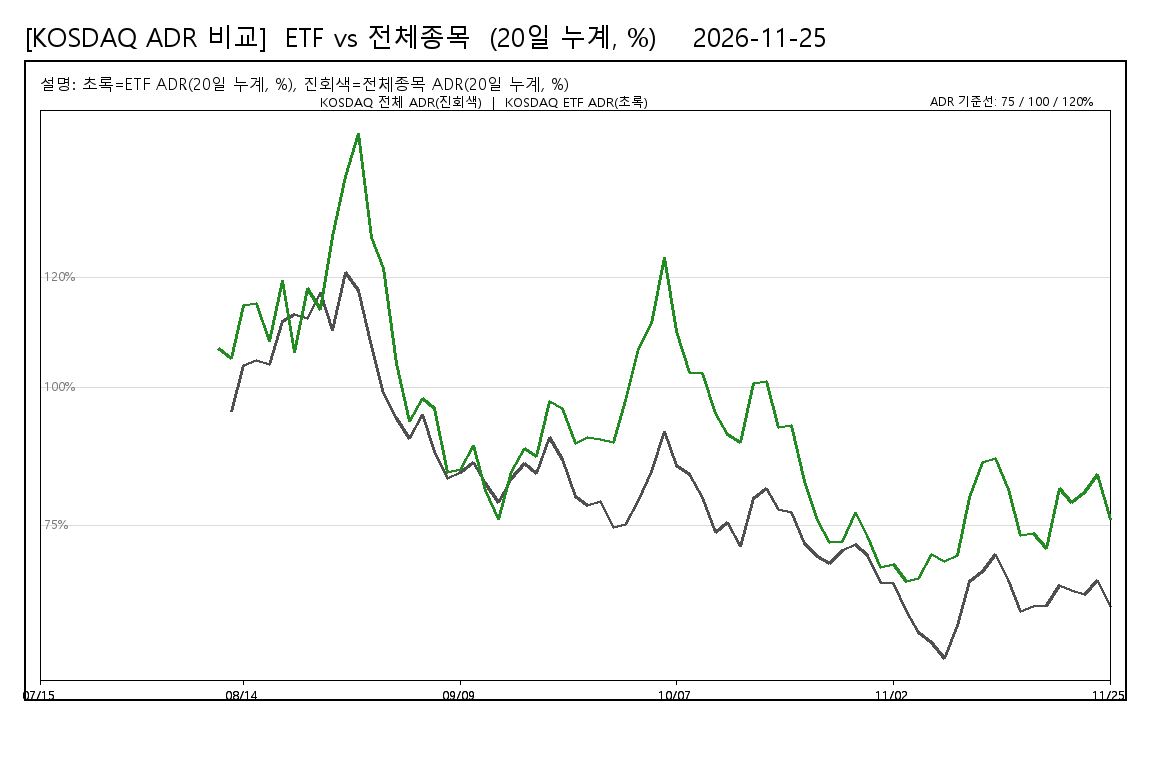 [KOSDAQ ADR 비교]  ETF vs 전체종목  (20일 누계, %)    2026-11-25
설명: 초록=ETF ADR(20일 누계, %), 진회색=전체종목 ADR(20일 누계, %)
KOSDAQ 전체 ADR(진회색)  |  KOSDAQ ETF ADR(초록)
ADR 기준선: 75 / 100 / 120%
120%
100%
75%
07/15 08/14 09/09 10/07 11/02 11/25